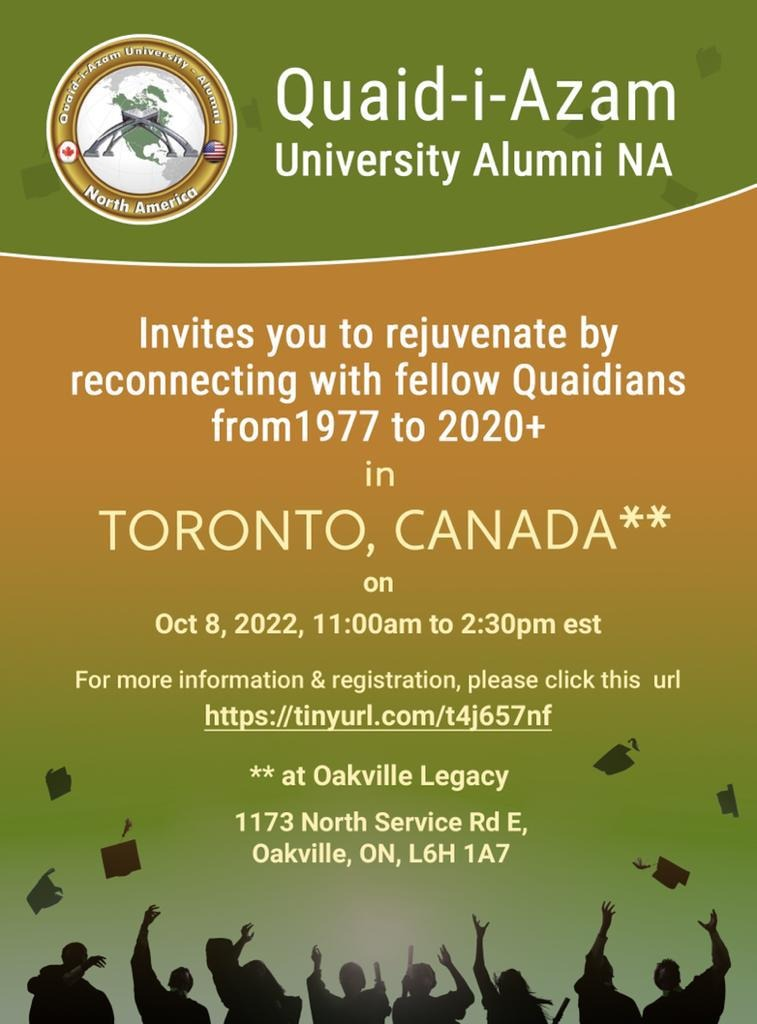 Quaid-i-Azam University - Alumni
North America
Quaid-i-Azam
University Alumni NA
Invites you to rejuvenate by
reconnecting with fellow Quaidians
from1977 to 2020+
in
TORONTO, CANADA**
on
Oct 8, 2022, 11:00am to 2:30pm est
For more information & registration, please click this url
https://tinyurl.com/t4j657nf
** at Oakville Legacy
1173 North Service Rd E,
Oakville, ON, L6H 1A7